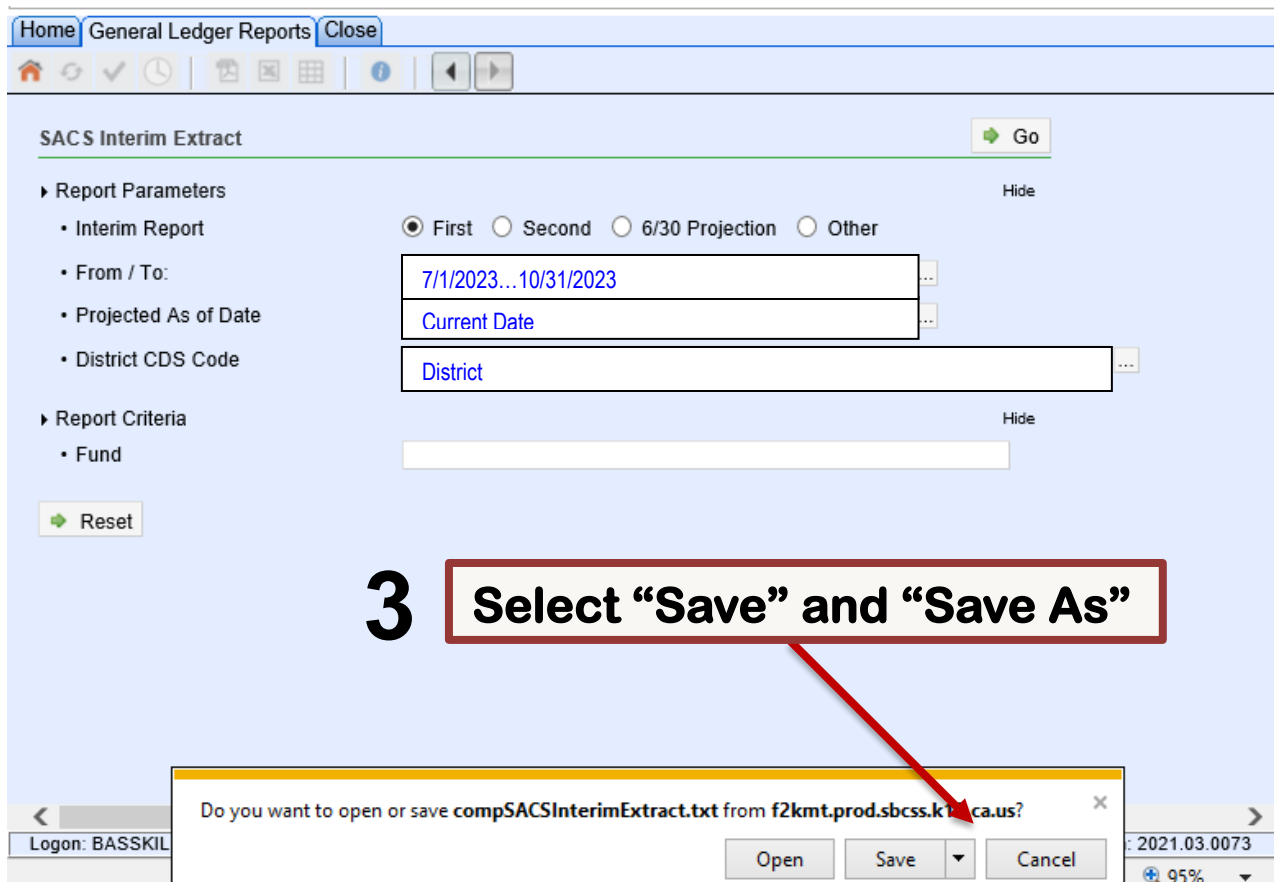 Home General Ledger Reports Close
SACS Interim Extract Go
Report Parameters Hide
• Interim Report First Second 6/30 Projection Other
• From / To: 7/1/2023…10/31/2023 ...
• Projected As of Date Current Date ...
• District CDS Code District ...
Report Criteria Hide
• Fund
Reset
3 Select “Save” and “Save As”
Do you want to open or save compSACSInterimExtract.txt from f2kmt.prod.sbcss.k ca.us?
Logon: BASSKIL : 2021.03.0073
Open Save Cancel
95%